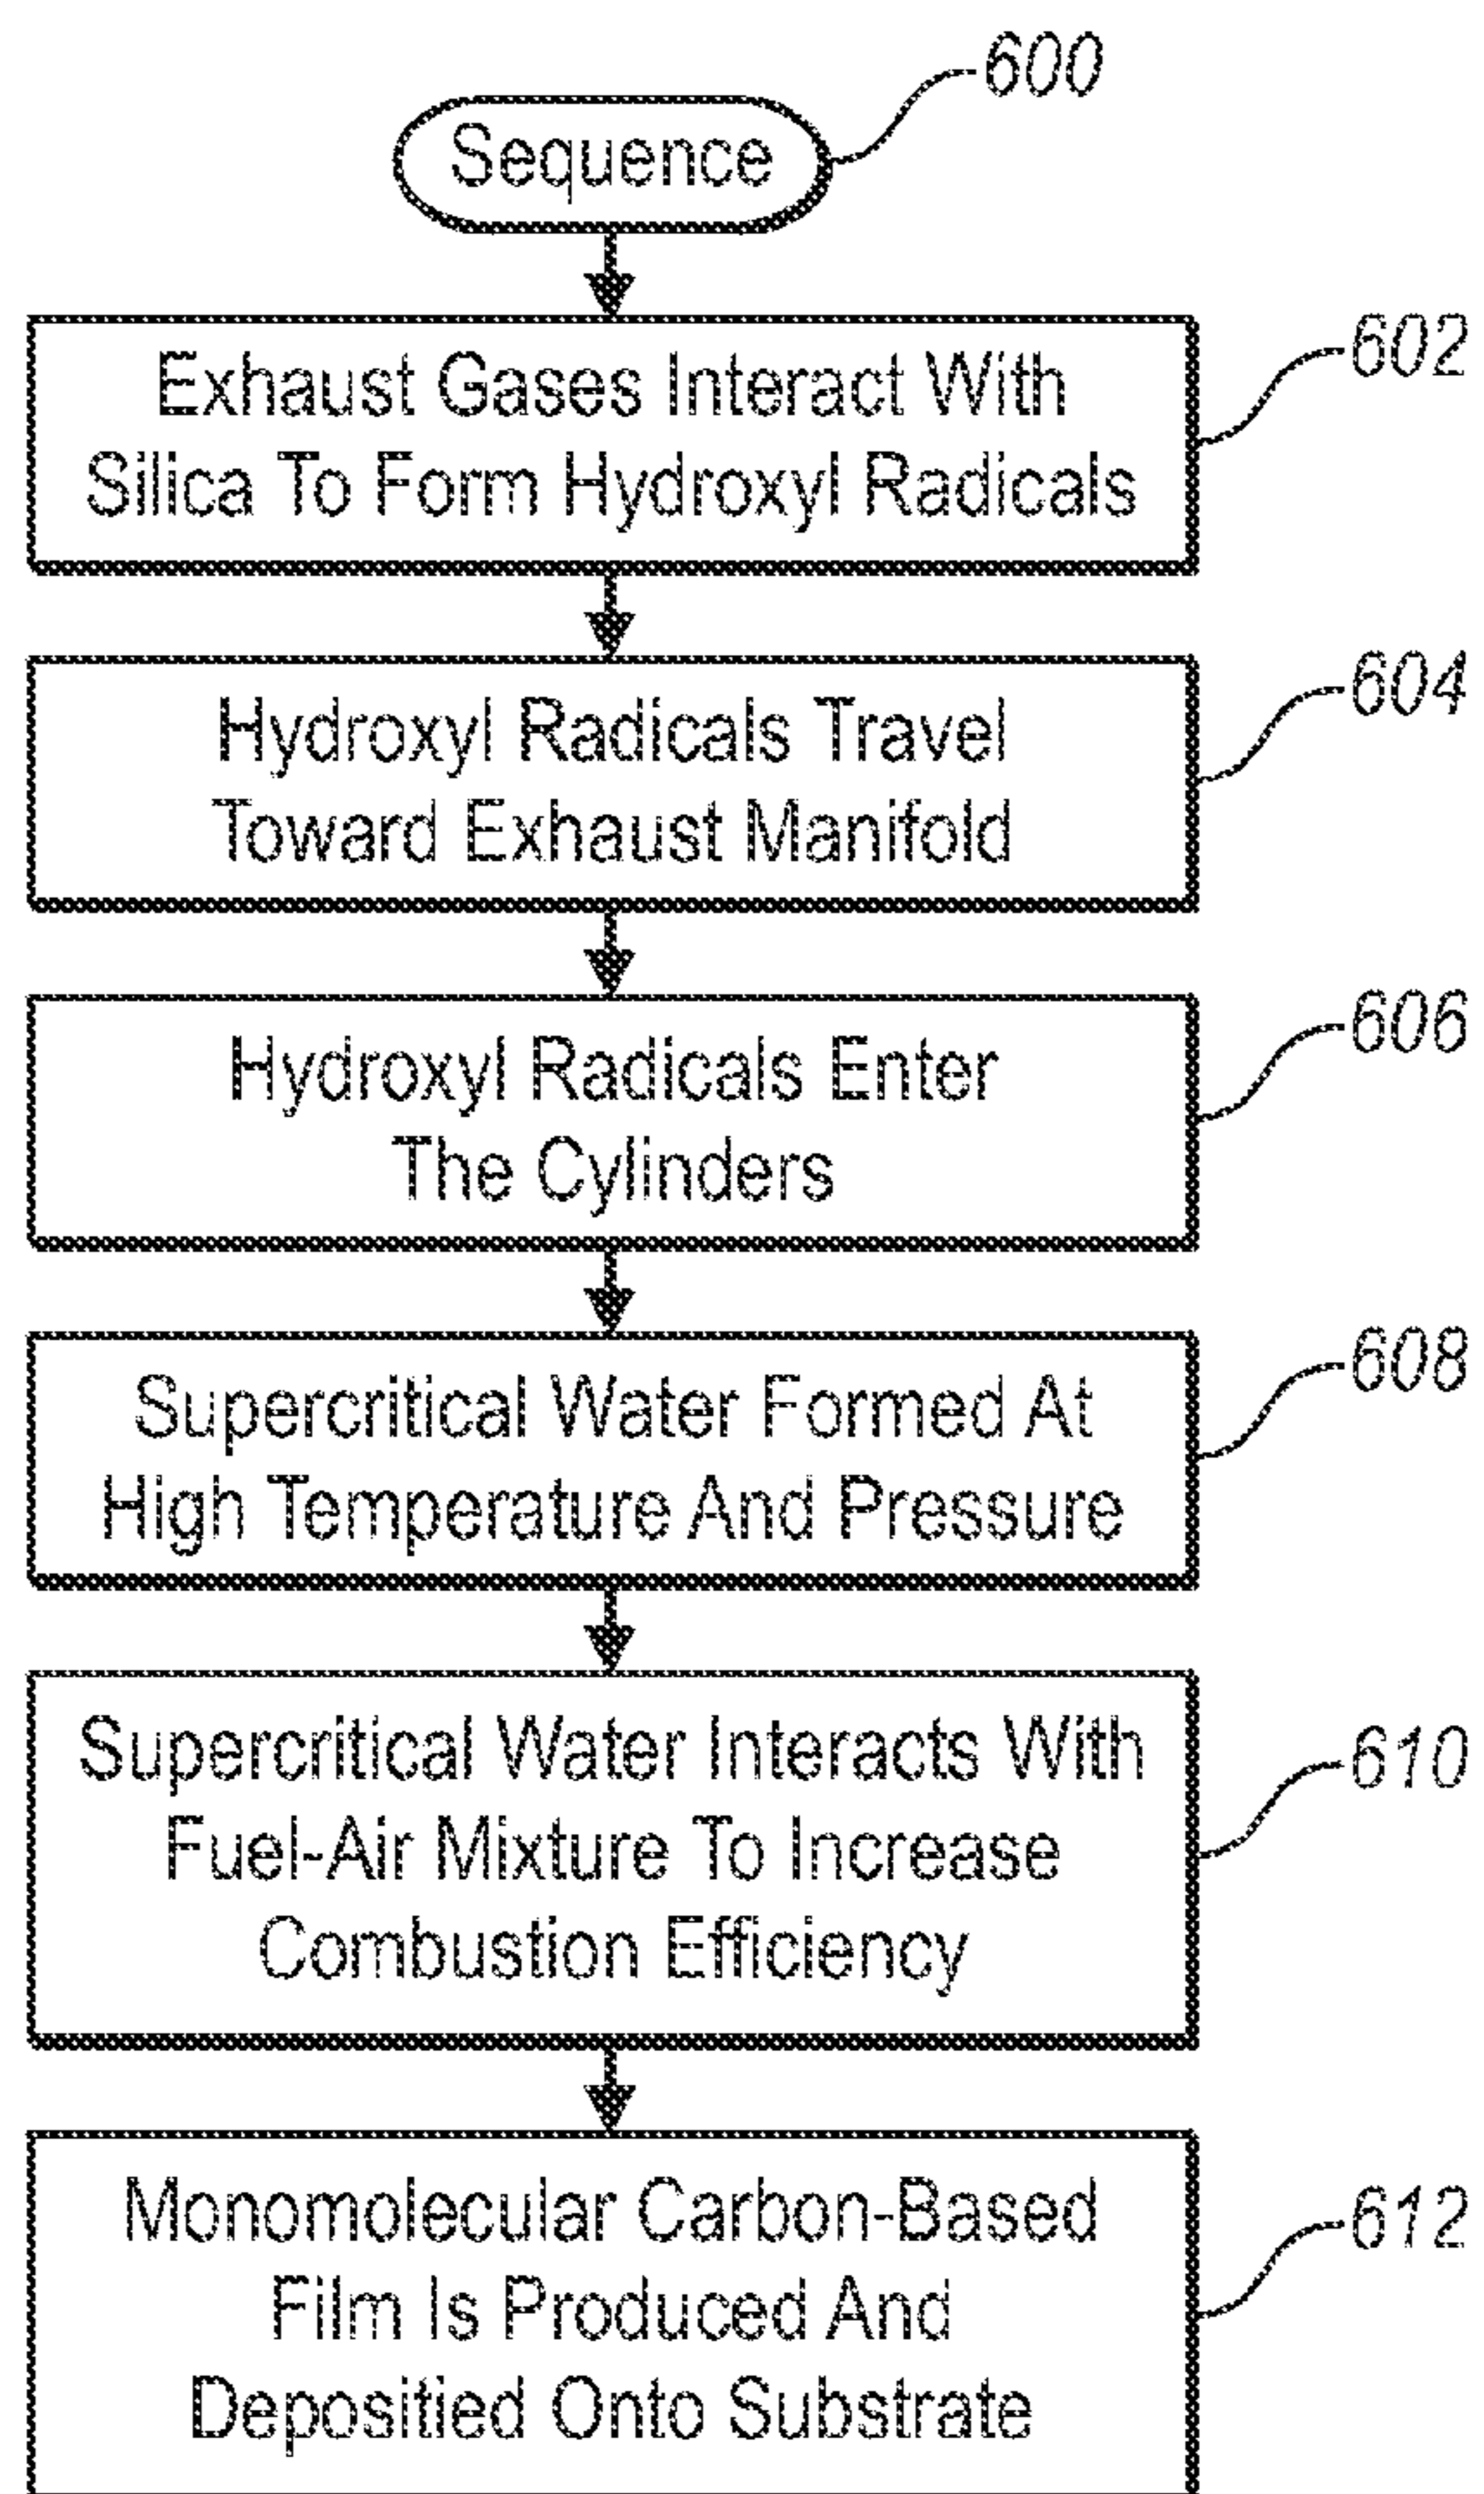 600
Sequence
602
Exhaust Gases Interact With
Silica To Form Hydroxyl Radicals
604
Hydroxyl Radicals Travel
Toward Exhaust Manifold
606
Hydroxyl Radicals Enter
The Cylinders
608
Supercritical Water Formed At
High Temperature And Pressure
610
Supercritical Water Interacts With
Fuel-Air Mixture To Increase
Combustion Efficiency
612
Monomolecular Carbon-Based
Film Is Produced And
Depositied Onto Substrate